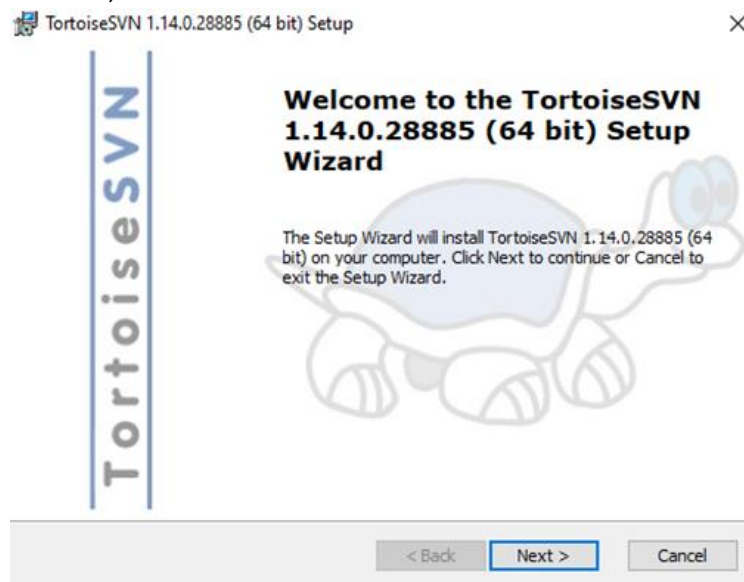 TortoiseSVN 1.14.0.28885 (64 bit) Setup
TortoiseSVN
Welcome to the TortoiseSVN
1.14.0.28885 (64 bit) Setup
Wizard
The Setup Wizard will install TortoiseSVN 1.14.0.28885 (64
bit) on your computer. Click Next to continue or Cancel to
exit the Setup Wizard.
< Back
Next >
Cancel